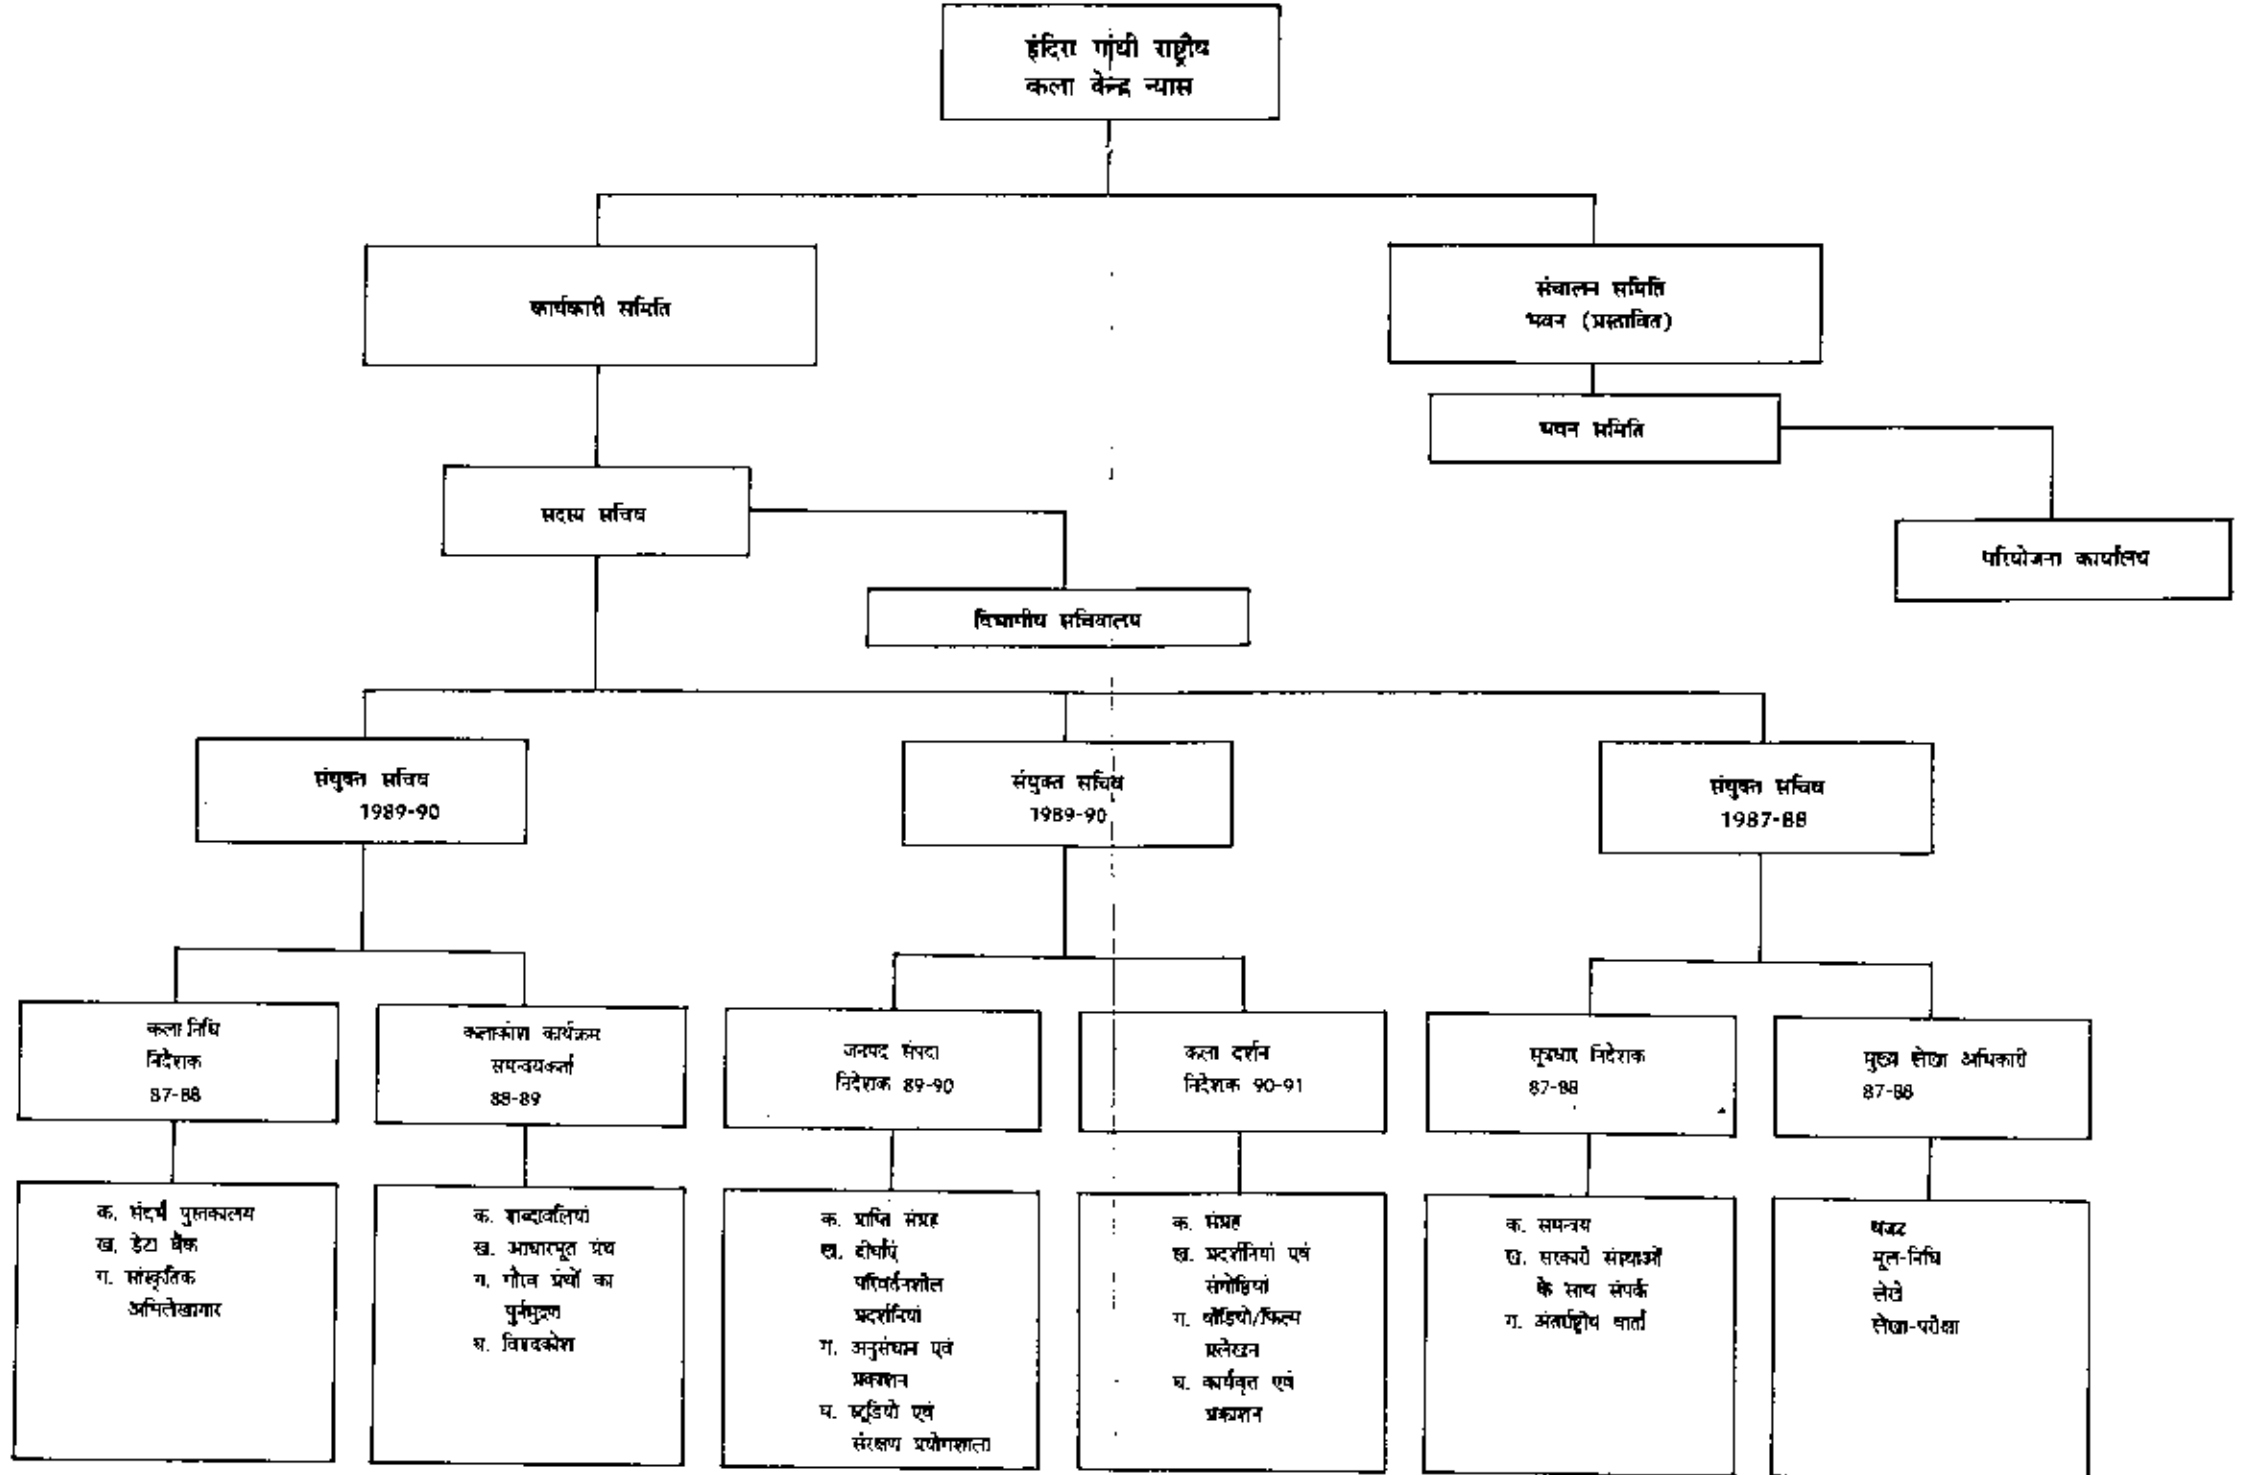 इंदिरा गांधी राष्ट्रीय
कला केन्द्र न्यास
कार्यकारी समिति
संचालन समिति
भवन (प्रस्तावित)
भवन समिति
सदस्य सचिव
परियोजना कार्यालय
विभागीय सचिवालय
संयुक्त सचिव
1989-90
संयुक्त सचिव
1989-90
संयुक्त सचिव
1987-88
कला निधि
निदेशक
87-88
कलाकोश कार्यक्रम
समन्वयकर्ता
88-89
जनपद संपदा
निदेशक 89-90
कला दर्शन
निदेशक 90-91
सूत्रधार निदेशक
87-88
मुख्य लेखा अधिकारी
87-88
क. संदर्भ पुस्तकालय
ख. डेटा बैंक
ग. सांस्कृतिक
अभिलेखागार
क. शब्दावलियां
ख. आधारभूत ग्रंथ
ग. गौरव ग्रंथों का
पुर्नमुद्रण
घ. विश्वकोश
क. प्राप्ति संग्रह
ख. दीर्घाएं
परिवर्तनशील
प्रदर्शनियां
ग. अनुसंधान एवं
प्रकाशन
घ. स्टूडियो एवं
संरक्षण प्रयोगशाला
क. संग्रह
ख. प्रदर्शनियां एवं
संगोष्ठियां
ग. वीडियो/फिल्म
प्रलेखन
घ. कार्यवृत एवं
प्रकाशन
क. समन्वय
ख. सरकारी संस्थाओं
के साथ संपर्क
ग. अंतर्राष्ट्रीय वार्ता
बजट
मूल-निधि
लेखे
लेखा-परीक्षा